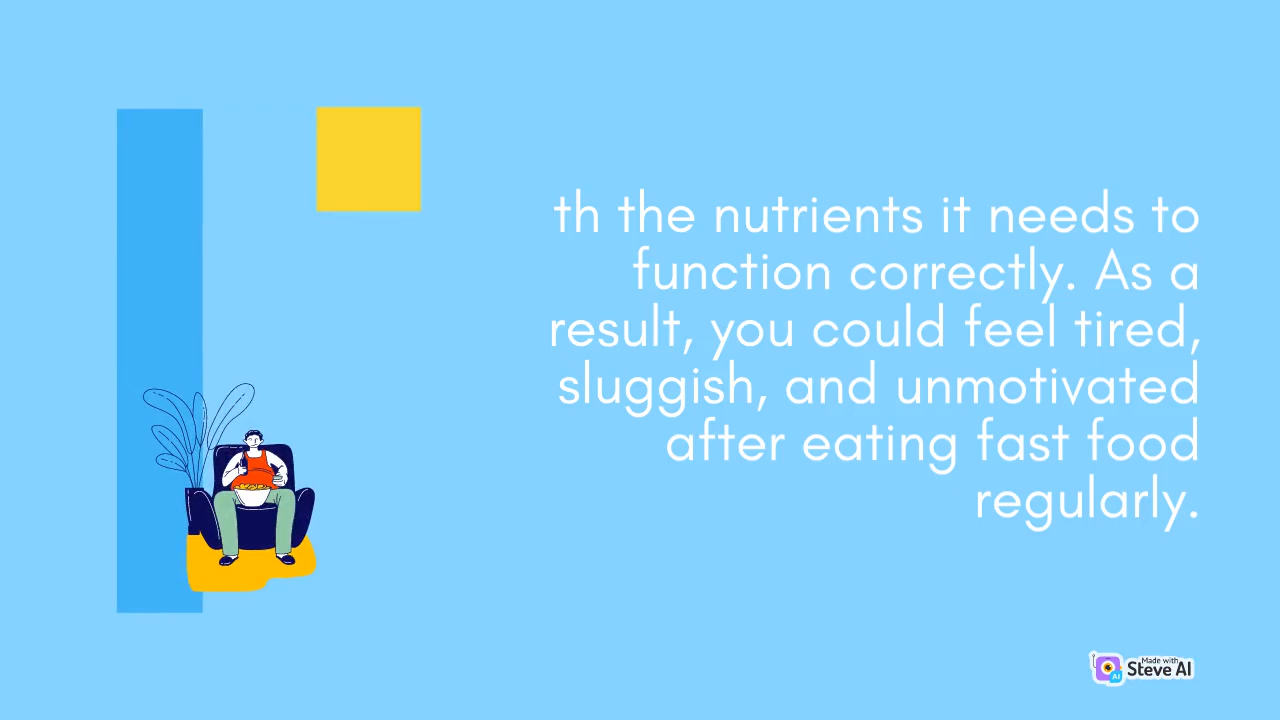 th the nutrients it needs to
function correctly. As a
result, you could feel tired,
sluggish, and unmotivated
after eating fast food
regularly.
Made with
Steve AI
AI